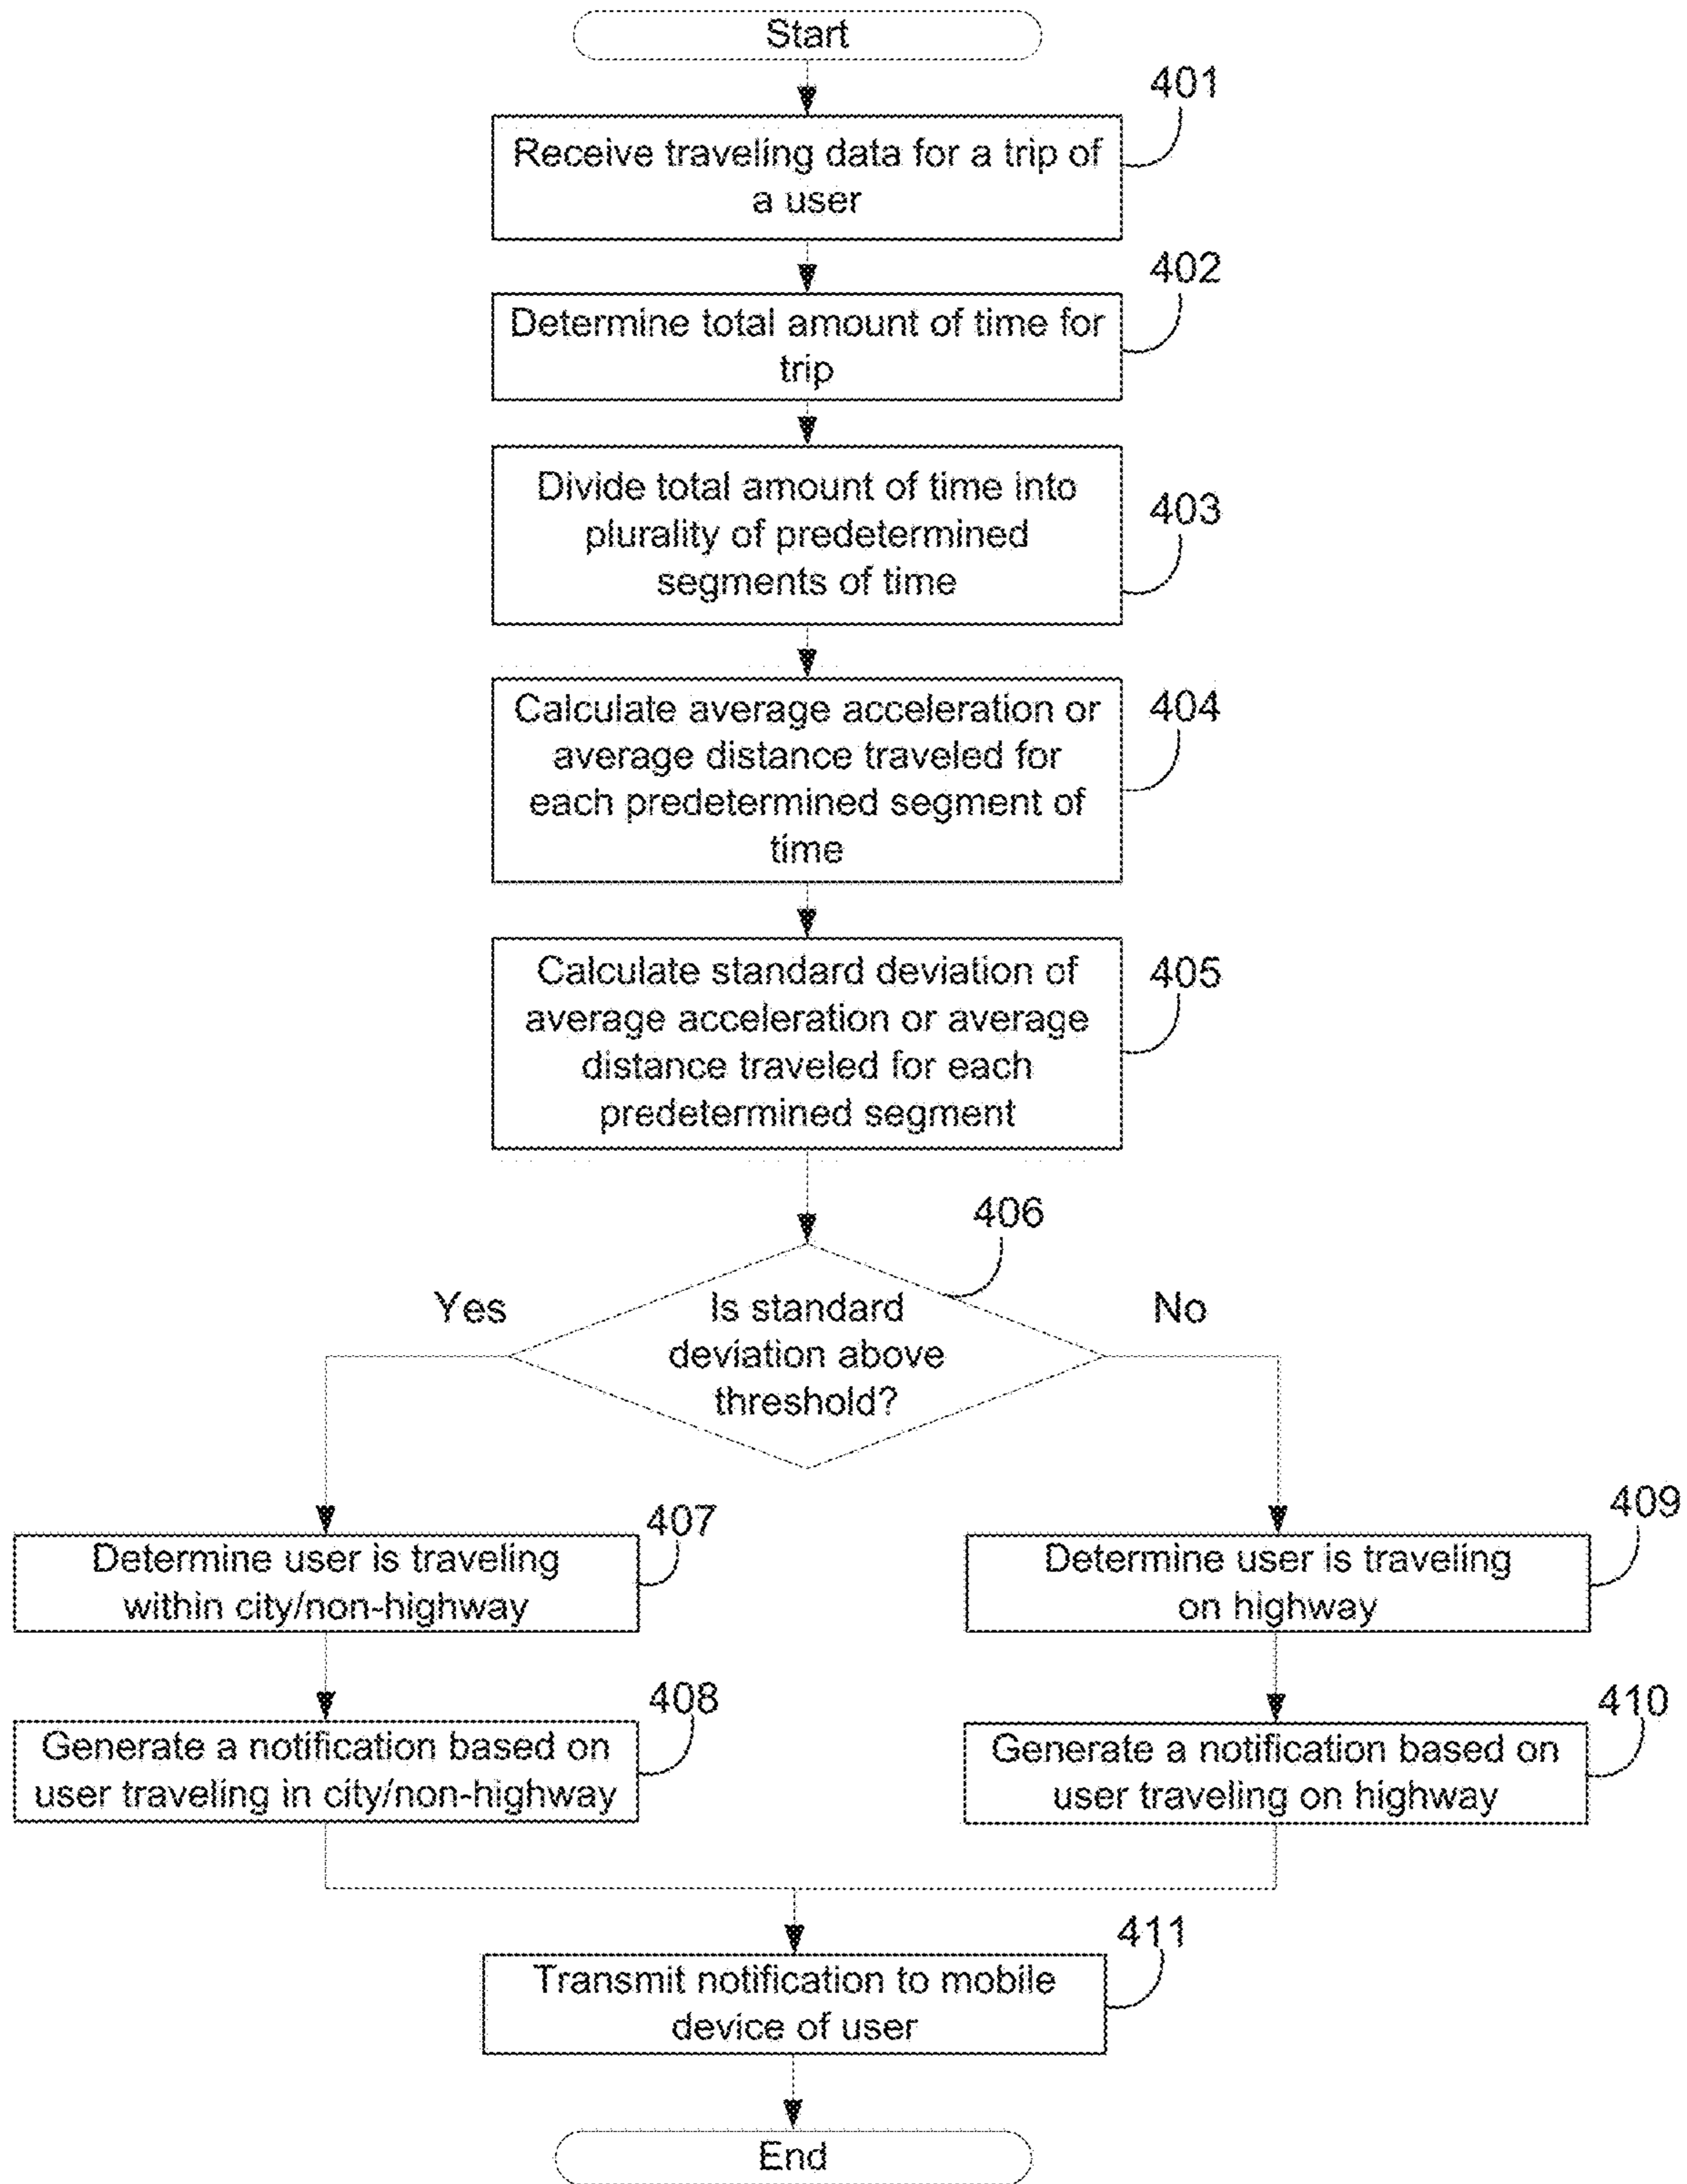 Start
401
Receive traveling data for a trip of
a user
402
Determine total amount of time for
trip
403
Divide total amount of time into
plurality of predetermined
segments of time
404
Calculate average acceleration or
average distance traveled for
each predetermined segment of
time
405
Calculate standard deviation of
average acceleration or average
distance traveled for each
predetermined segment
406
Yes
Is standard
deviation above
threshold?
No
407
Determine user is traveling
within city/non-highway
409
Determine user is traveling
on highway
408
Generate a notification based on
user traveling in city/non-highway
410
Generate a notification based on
user traveling on highway
411
Transmit notification to mobile
device of user
End